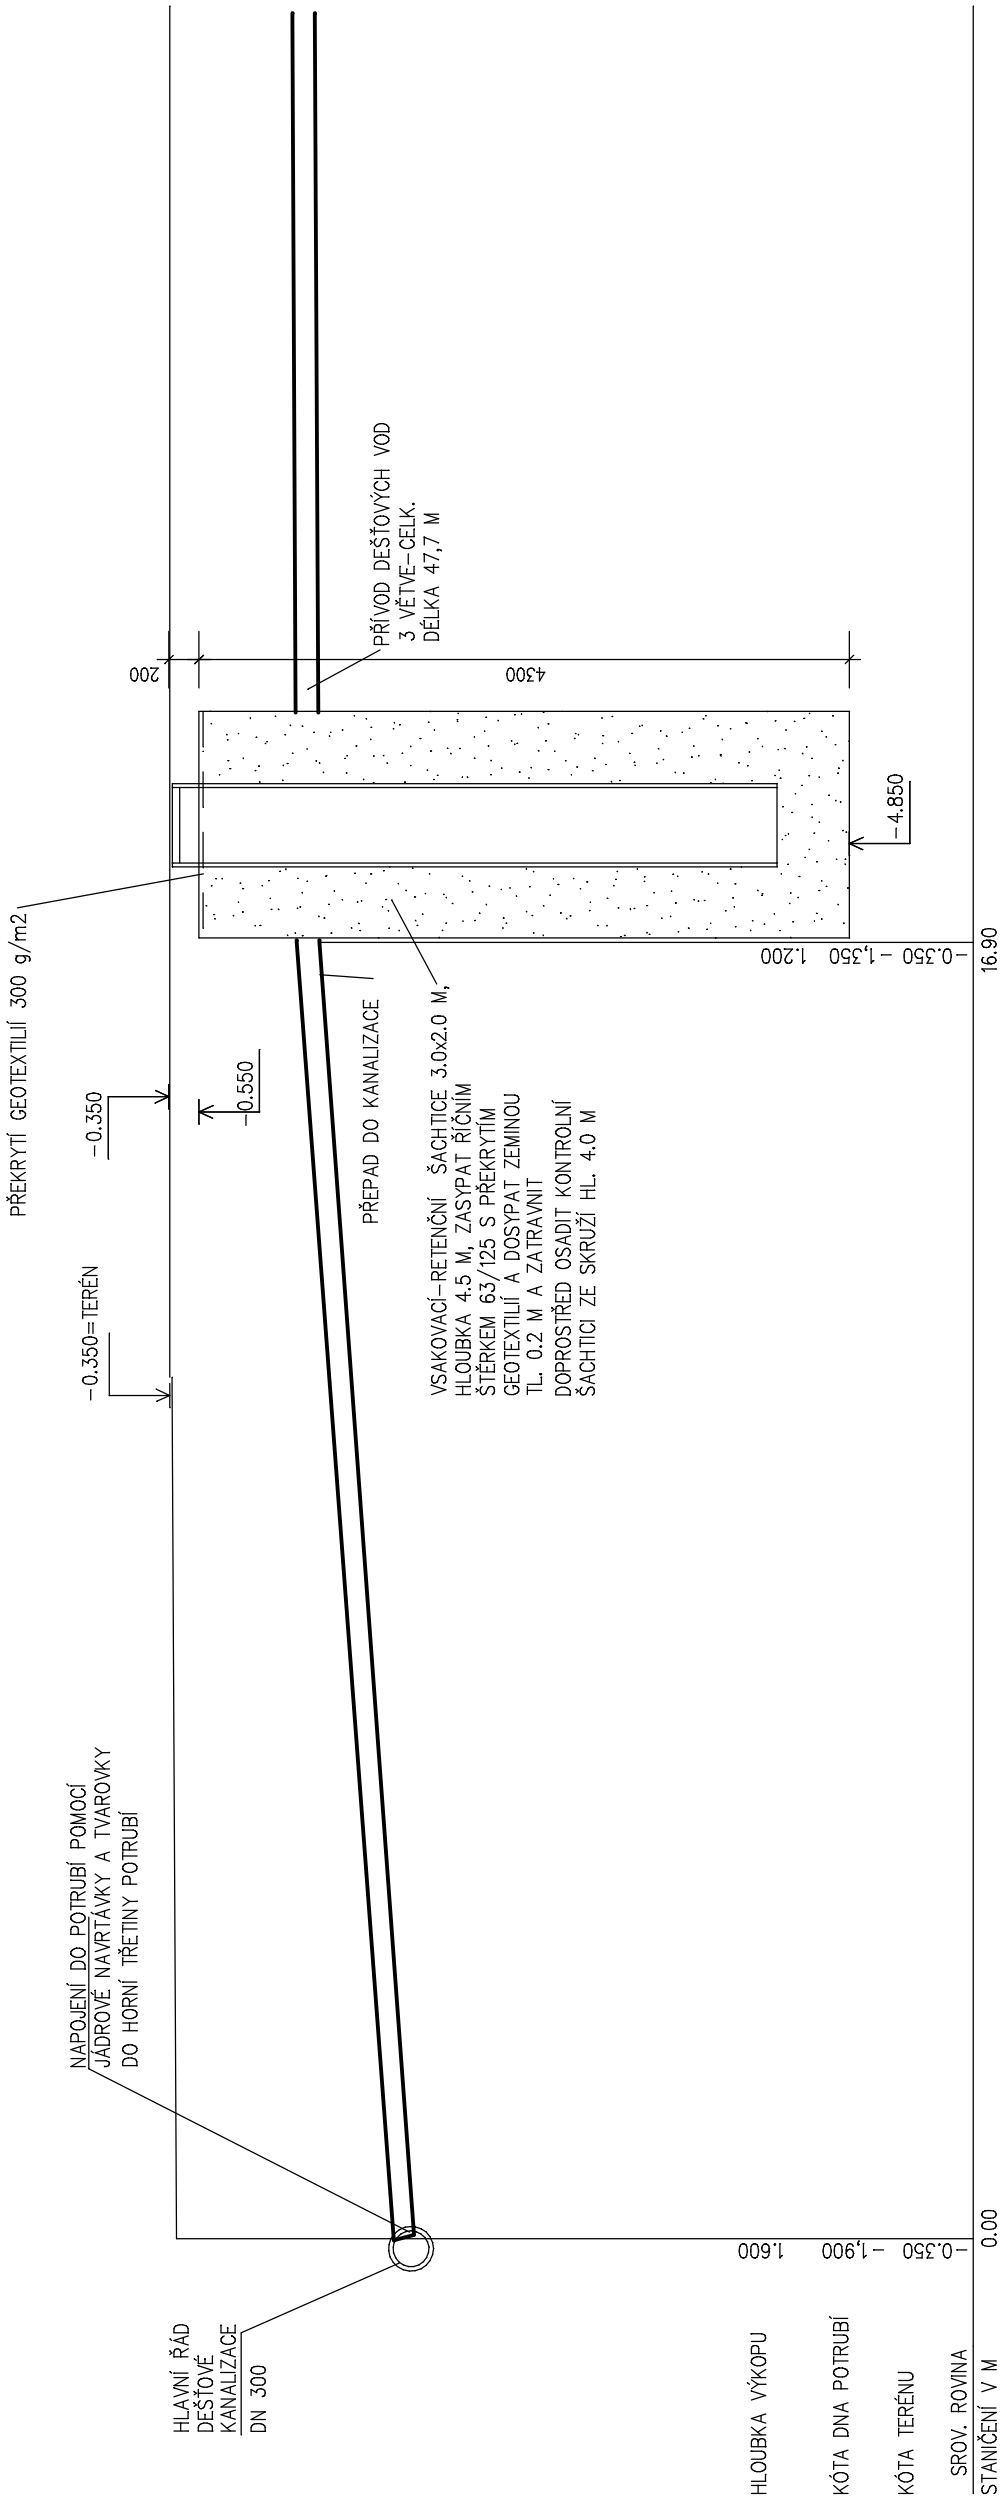 PŘEKRYTÍ GEOTEXTILIÍ 300 g/m2
NAPOJENÍ DO POTRUBÍ POMOCÍ
JÁDROVÉ NAVRTÁVKY A TVAROVKY
DO HORNÍ TŘETINY POTRUBÍ
-0.350=TERÉN
-0.350
-0.550
200
4300
HLAVNÍ ŘÁD
DEŠŤOVÉ
KANALIZACE
DN 300
PŘEPAD DO KANALIZACE
PŘÍVOD DEŠŤOVÝCH VOD
3 VĚTVE-CELK.
DÉLKA 47,7 M
VSAKOVACÍ-RETENČNÍ ŠACHTICE 3.0x2.0 M,
HLOUBKA 4.5 M, ZASYPAT ŘÍČNÍM
ŠTĚRKEM 63/125 S PŘEKRYTÍM
GEOTEXTILIÍ A DOSYPAT ZEMINOU
TL. 0.2 M A ZATRAVNIT
DOPROSTŘED OSADIT KONTROLNÍ
ŠACHTICI ZE SKRUŽÍ HL. 4.0 M
-4.850
HLOUBKA VÝKOPU 1.600 1.200
KÓTA DNA POTRUBÍ -1,900 -1,350
KÓTA TERÉNU -0.350 -0.350
SROV. ROVINA
STANIČENÍ V M 0.00 16.90